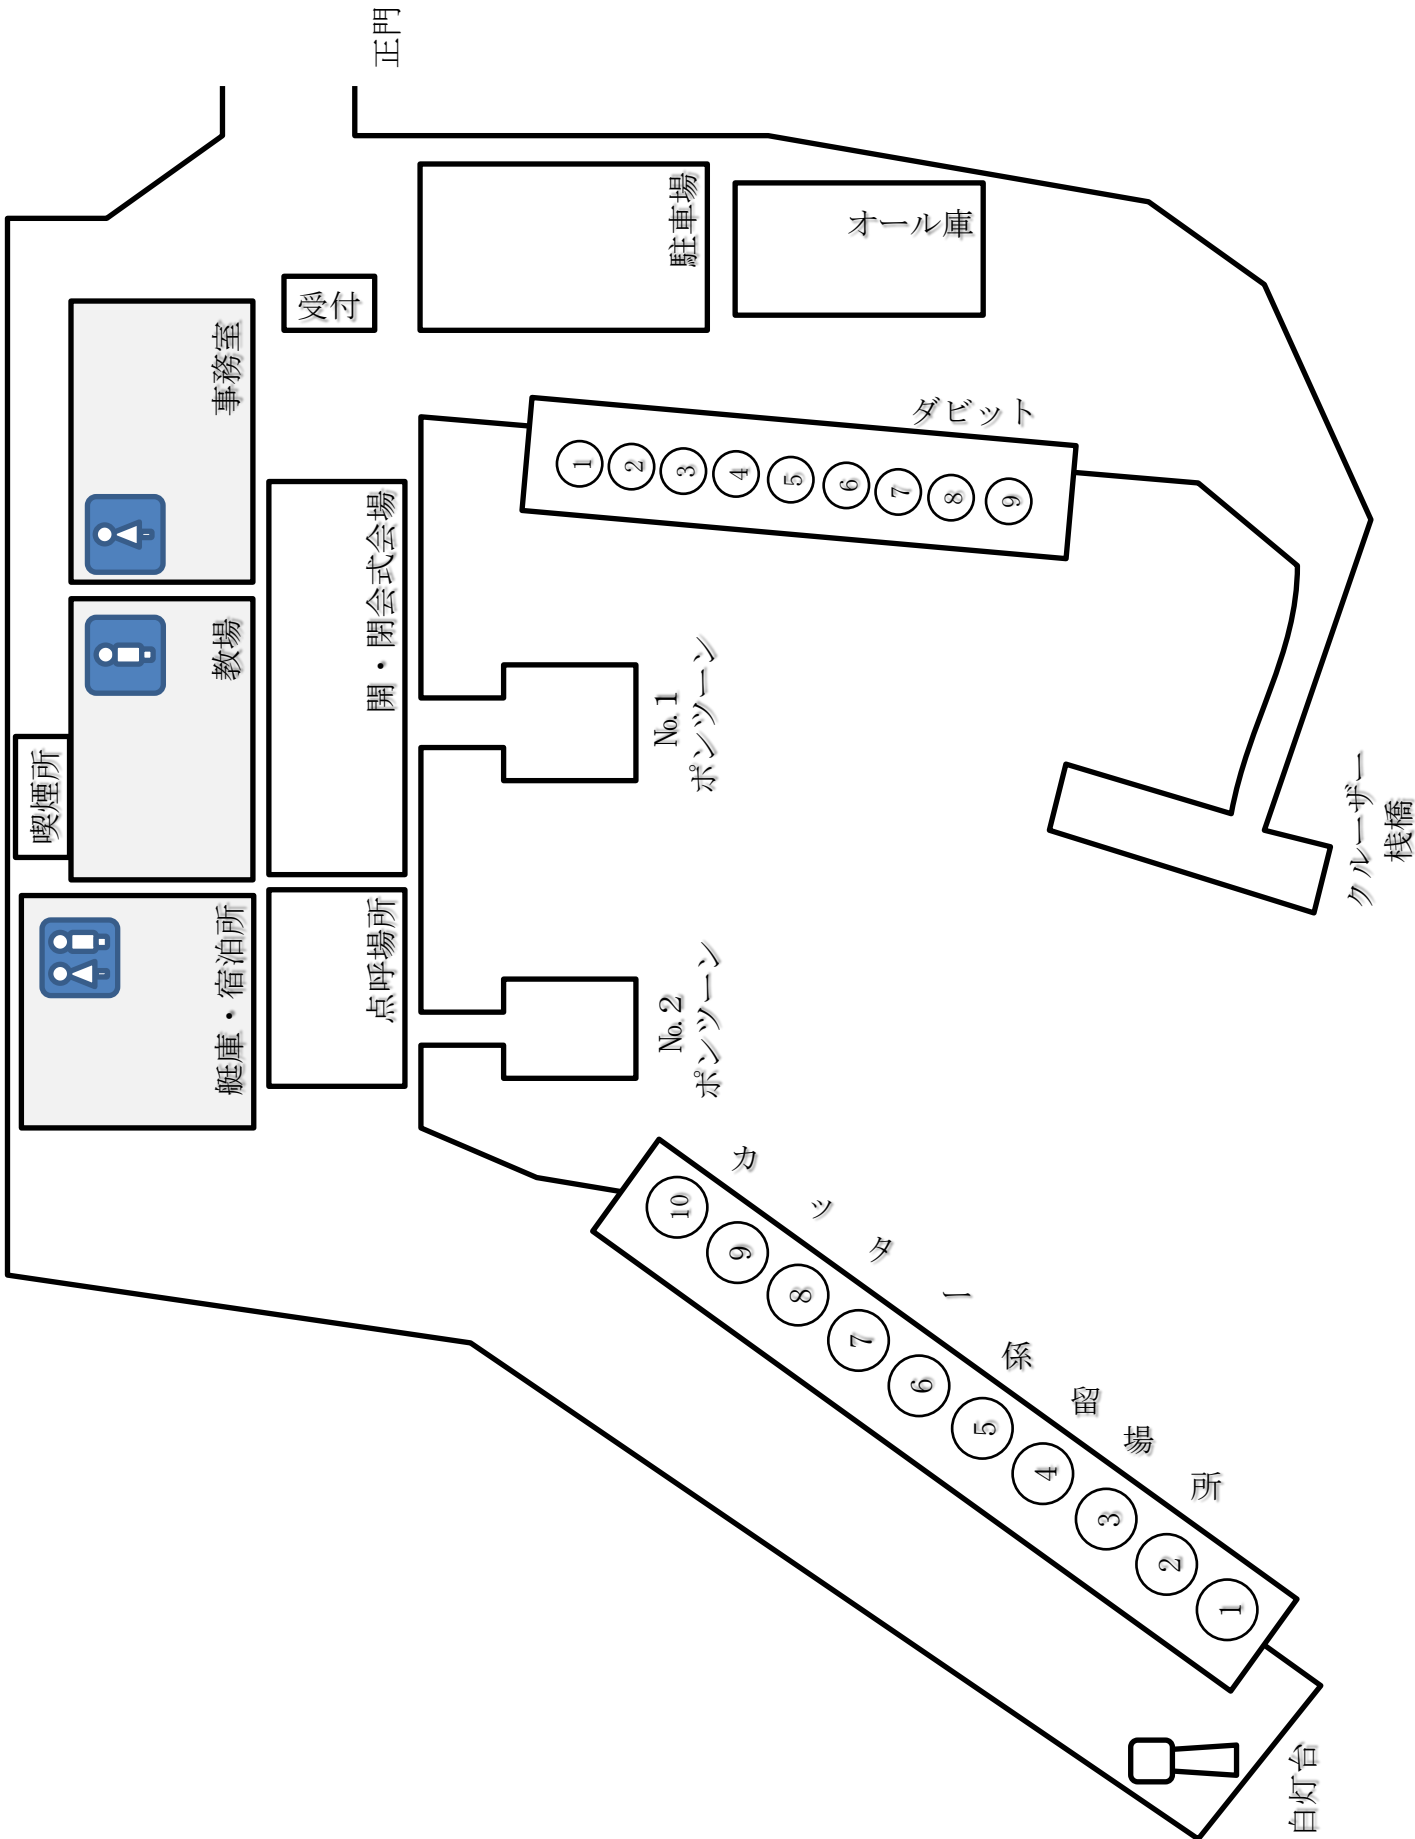 正門
駐車場
オール庫
受付
事務室
ダビット
1
2
3
4
5
6
7
8
9
教場
開・閉会式会場
喫煙所
No.1
ポンツーン
クルーザー
桟橋
艇庫・宿泊所
点呼場所
No.2
ポンツーン
カッター係留場所
10
9
8
7
6
5
4
3
2
1
白灯台